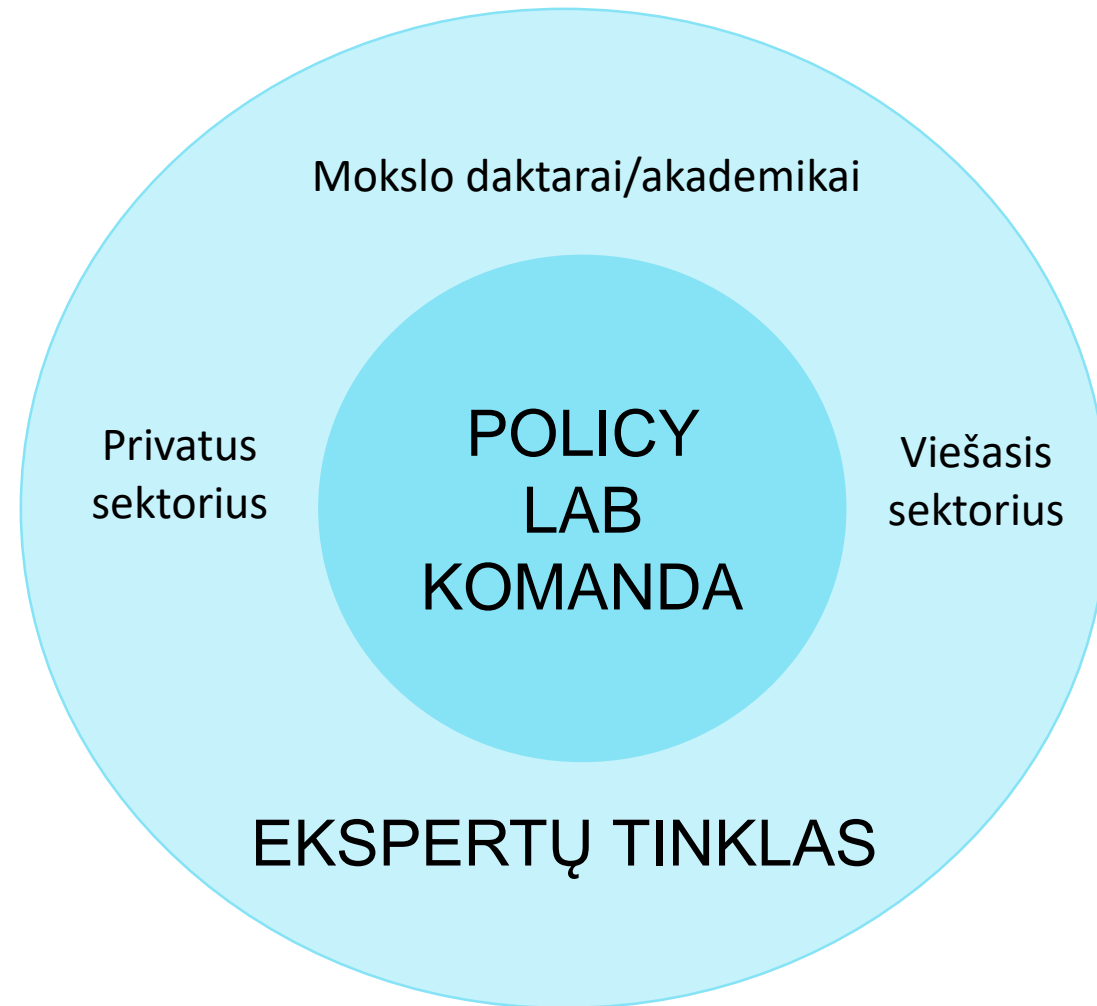 Mokslo daktarai/akademikai
Privatus
sektorius
POLICY
LAB
KOMANDA
Viešasis
sektorius
EKSPERTŲ TINKLAS